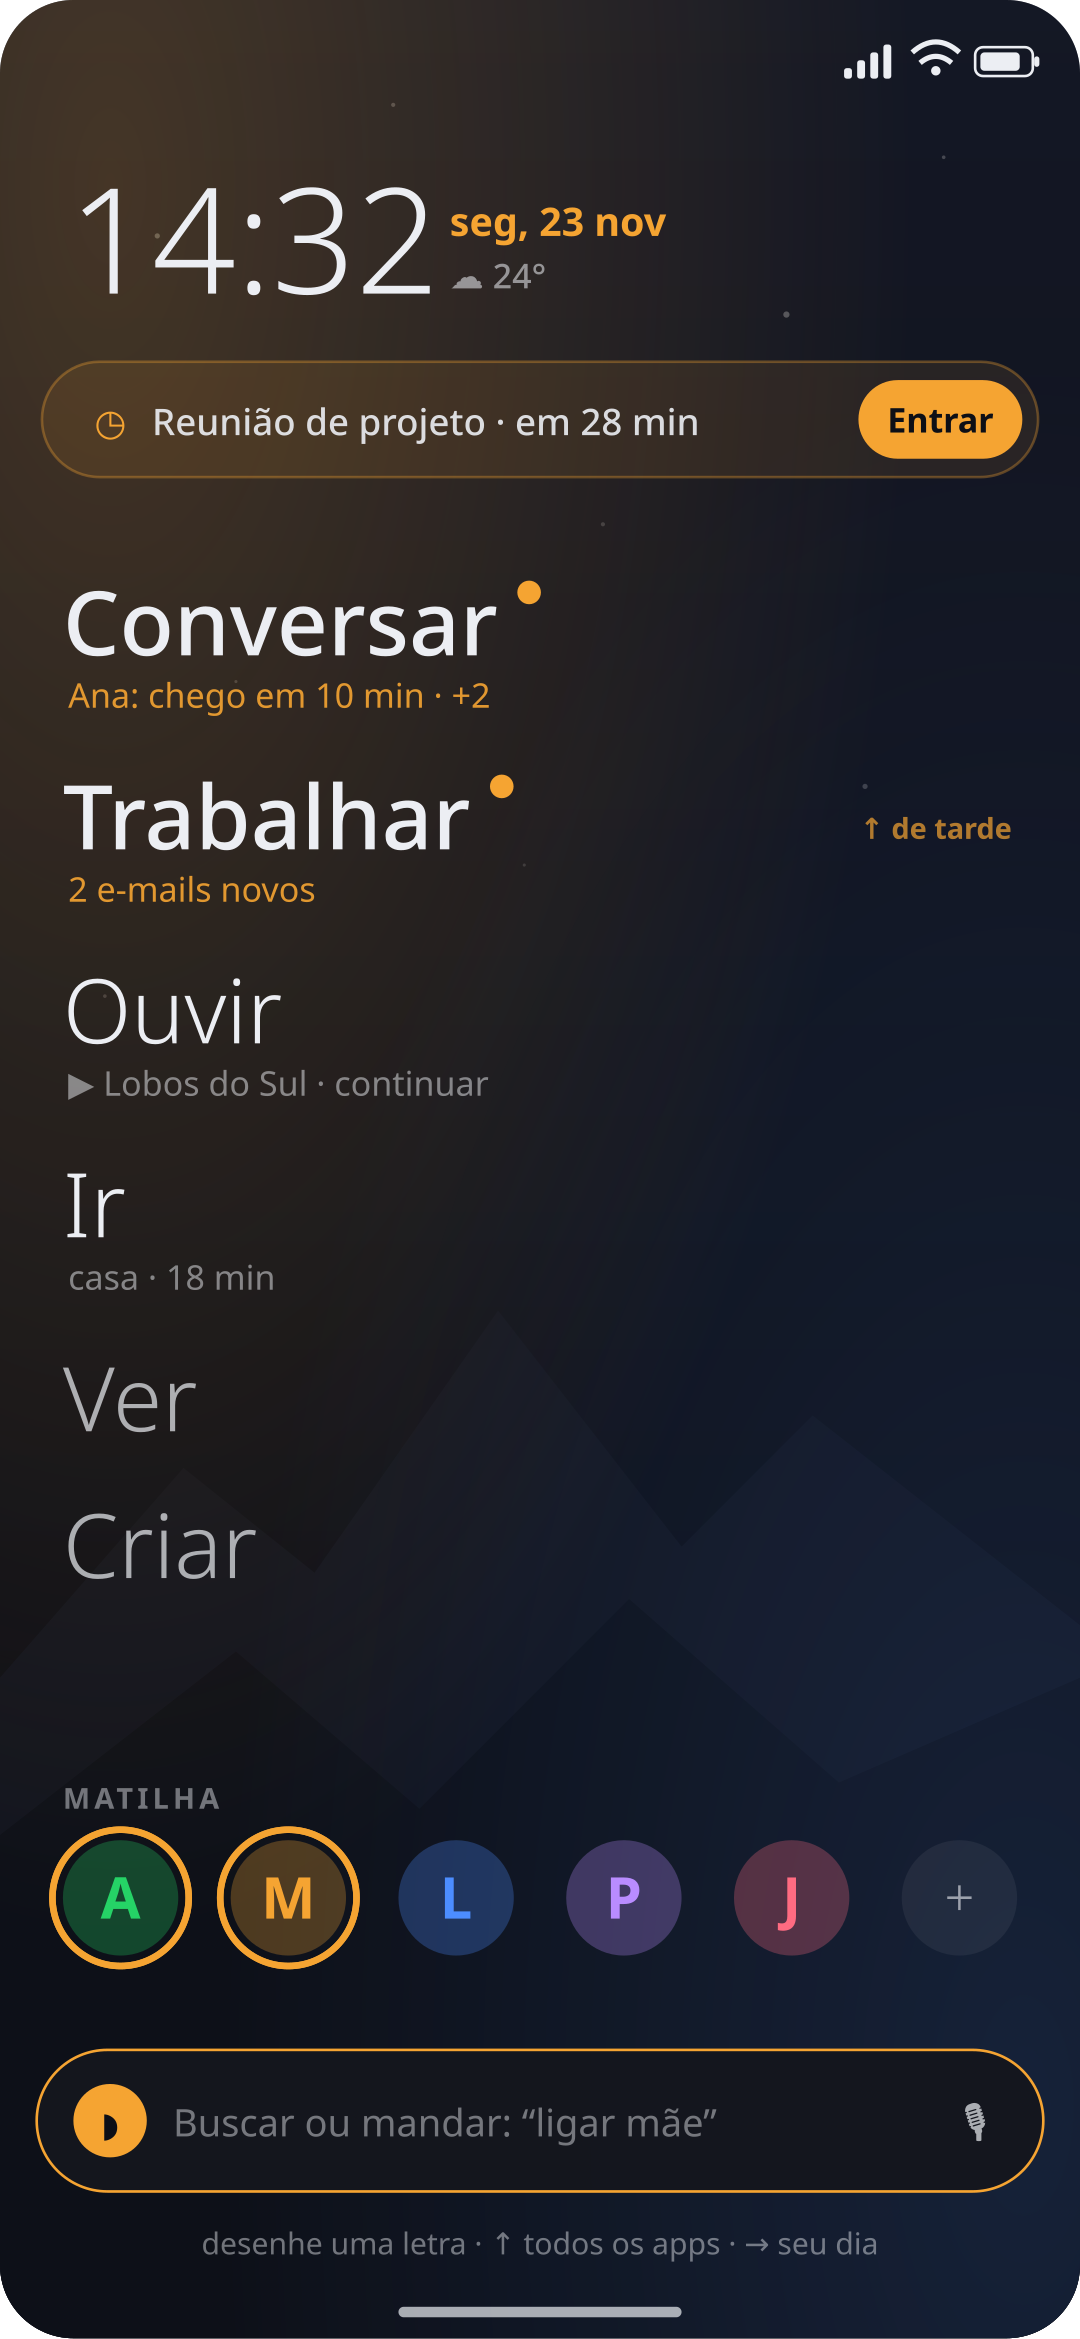 14:32
seg, 23 nov
☁ 24°
◷ Reunião de projeto · em 28 min
Entrar
Conversar
Ana: chego em 10 min · +2
Trabalhar
↑ de tarde
2 e-mails novos
Ouvir
▶ Lobos do Sul · continuar
Ir
casa · 18 min
Ver
Criar
MATILHA
A M L P J +
Buscar ou mandar: “ligar mãe”
desenhe uma letra · ↑ todos os apps · → seu dia